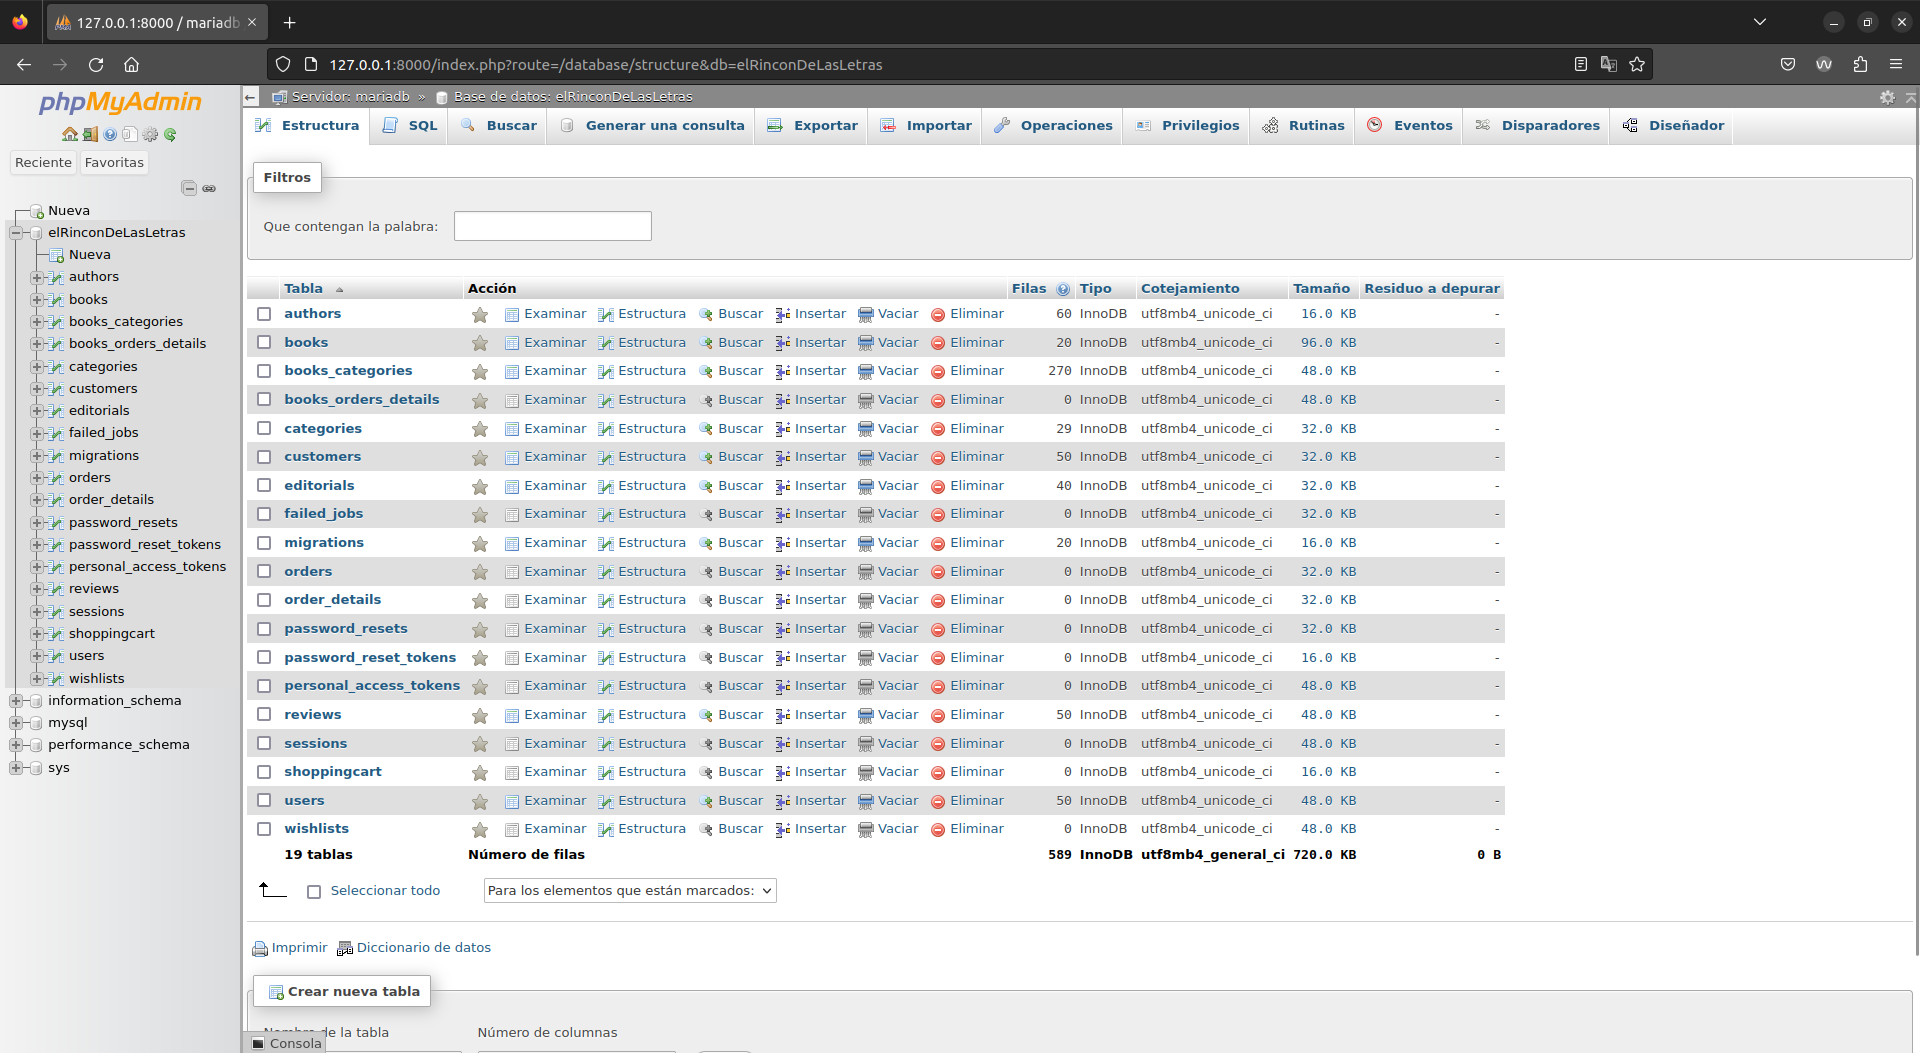 127.0.0.1:8000 / mariadb
127.0.0.1:8000/index.php?route=/database/structure&db=elRinconDeLasLetras
phpMyAdmin
Reciente Favoritas
Nueva
elRinconDeLasLetras
Nueva
authors
books
books_categories
books_orders_details
categories
customers
editorials
failed_jobs
migrations
orders
order_details
password_resets
password_reset_tokens
personal_access_tokens
reviews
sessions
shoppingcart
users
wishlists
information_schema
mysql
performance_schema
sys
Servidor: mariadb » Base de datos: elRinconDeLasLetras
Estructura SQL Buscar Generar una consulta Exportar Importar Operaciones Privilegios Rutinas Eventos Disparadores Diseñador
Filtros
Que contengan la palabra:
Tabla Acción Filas Tipo Cotejamiento Tamaño Residuo a depurar
authors Examinar Estructura Buscar Insertar Vaciar Eliminar 60 InnoDB utf8mb4_unicode_ci 16.0 KB -
books Examinar Estructura Buscar Insertar Vaciar Eliminar 20 InnoDB utf8mb4_unicode_ci 96.0 KB -
books_categories Examinar Estructura Buscar Insertar Vaciar Eliminar 270 InnoDB utf8mb4_unicode_ci 48.0 KB -
books_orders_details Examinar Estructura Buscar Insertar Vaciar Eliminar 0 InnoDB utf8mb4_unicode_ci 48.0 KB -
categories Examinar Estructura Buscar Insertar Vaciar Eliminar 29 InnoDB utf8mb4_unicode_ci 32.0 KB -
customers Examinar Estructura Buscar Insertar Vaciar Eliminar 50 InnoDB utf8mb4_unicode_ci 32.0 KB -
editorials Examinar Estructura Buscar Insertar Vaciar Eliminar 40 InnoDB utf8mb4_unicode_ci 32.0 KB -
failed_jobs Examinar Estructura Buscar Insertar Vaciar Eliminar 0 InnoDB utf8mb4_unicode_ci 32.0 KB -
migrations Examinar Estructura Buscar Insertar Vaciar Eliminar 20 InnoDB utf8mb4_unicode_ci 16.0 KB -
orders Examinar Estructura Buscar Insertar Vaciar Eliminar 0 InnoDB utf8mb4_unicode_ci 32.0 KB -
order_details Examinar Estructura Buscar Insertar Vaciar Eliminar 0 InnoDB utf8mb4_unicode_ci 32.0 KB -
password_resets Examinar Estructura Buscar Insertar Vaciar Eliminar 0 InnoDB utf8mb4_unicode_ci 32.0 KB -
password_reset_tokens Examinar Estructura Buscar Insertar Vaciar Eliminar 0 InnoDB utf8mb4_unicode_ci 16.0 KB -
personal_access_tokens Examinar Estructura Buscar Insertar Vaciar Eliminar 0 InnoDB utf8mb4_unicode_ci 48.0 KB -
reviews Examinar Estructura Buscar Insertar Vaciar Eliminar 50 InnoDB utf8mb4_unicode_ci 48.0 KB -
sessions Examinar Estructura Buscar Insertar Vaciar Eliminar 0 InnoDB utf8mb4_unicode_ci 48.0 KB -
shoppingcart Examinar Estructura Buscar Insertar Vaciar Eliminar 0 InnoDB utf8mb4_unicode_ci 16.0 KB -
users Examinar Estructura Buscar Insertar Vaciar Eliminar 50 InnoDB utf8mb4_unicode_ci 48.0 KB -
wishlists Examinar Estructura Buscar Insertar Vaciar Eliminar 0 InnoDB utf8mb4_unicode_ci 48.0 KB -
19 tablas Número de filas 589 InnoDB utf8mb4_general_ci 720.0 KB 0 B
Seleccionar todo Para los elementos que están marcados:
Imprimir Diccionario de datos
Crear nueva tabla
Nombre de la tabla Número de columnas
Consola